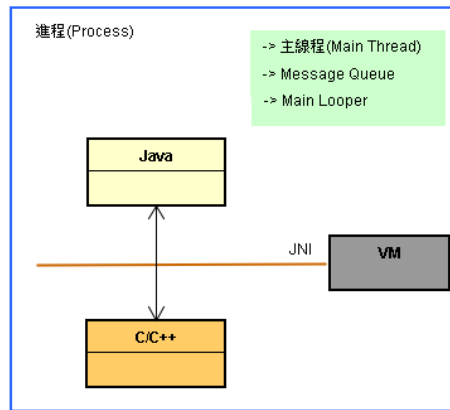 進程(Process)
-> 主線程(Main Thread)
-> Message Queue
-> Main Looper
Java
JNI
VM
C/C++